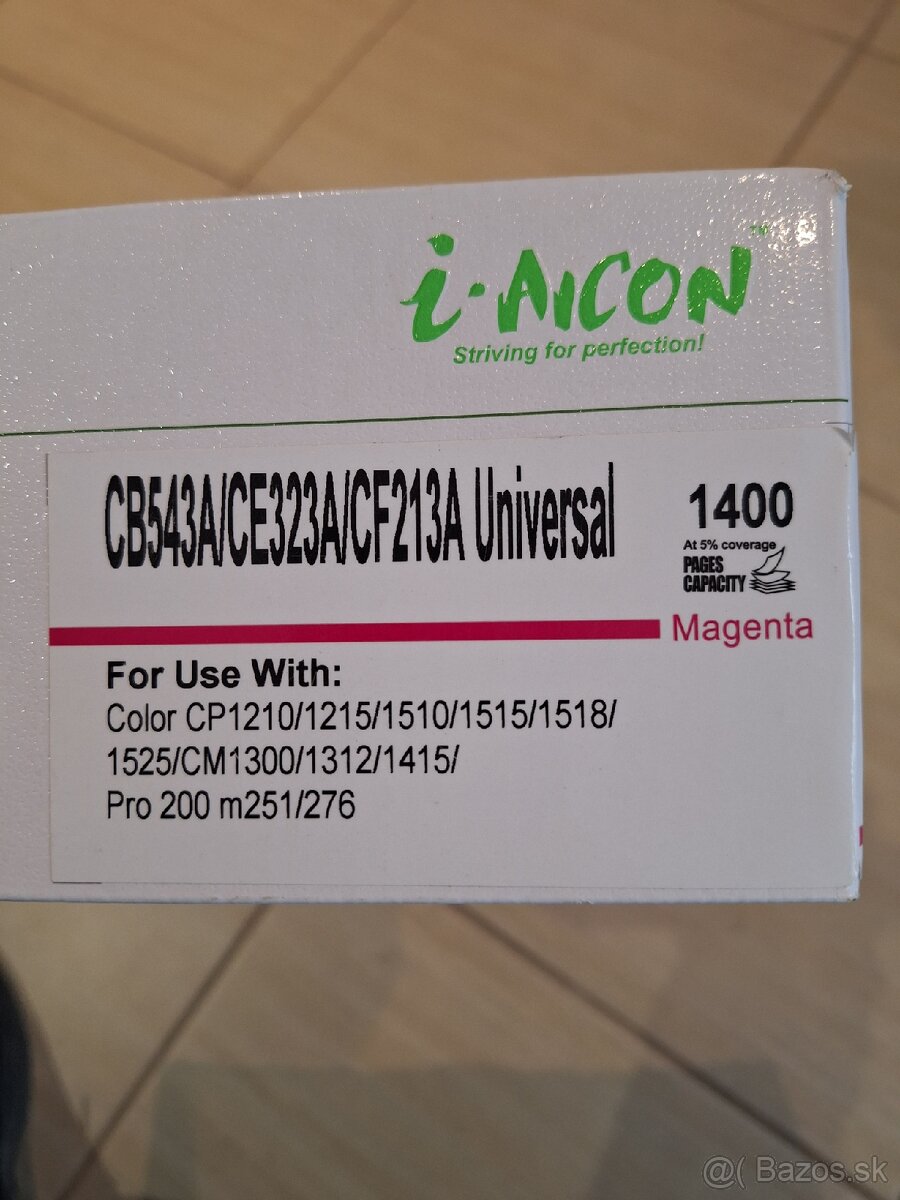 i·AICON™
Striving for perfection!
CB543A/CE323A/CF213A Universal
1400
At 5% coverage
PAGES
CAPACITY
Magenta
For Use With:
Color CP1210/1215/1510/1515/1518/
1525/CM1300/1312/1415/
Pro 200 m251/276
@( Bazos.sk